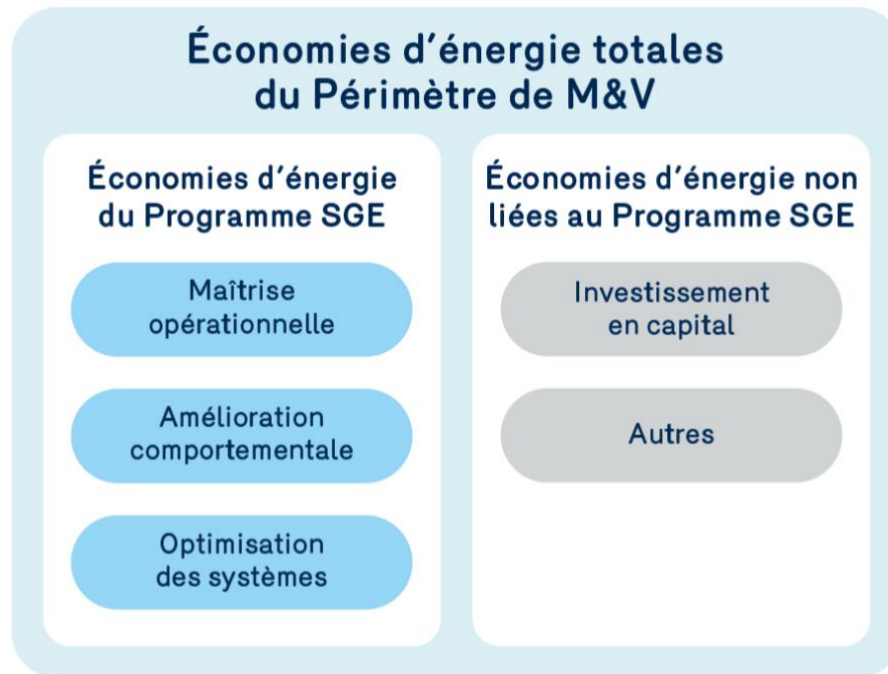 Économies d’énergie totales
du Périmètre de M&V
Économies d’énergie
du Programme SGE
Maîtrise
opérationnelle
Amélioration
comportementale
Optimisation
des systèmes
Économies d’énergie non
liées au Programme SGE
Investissement
en capital
Autres